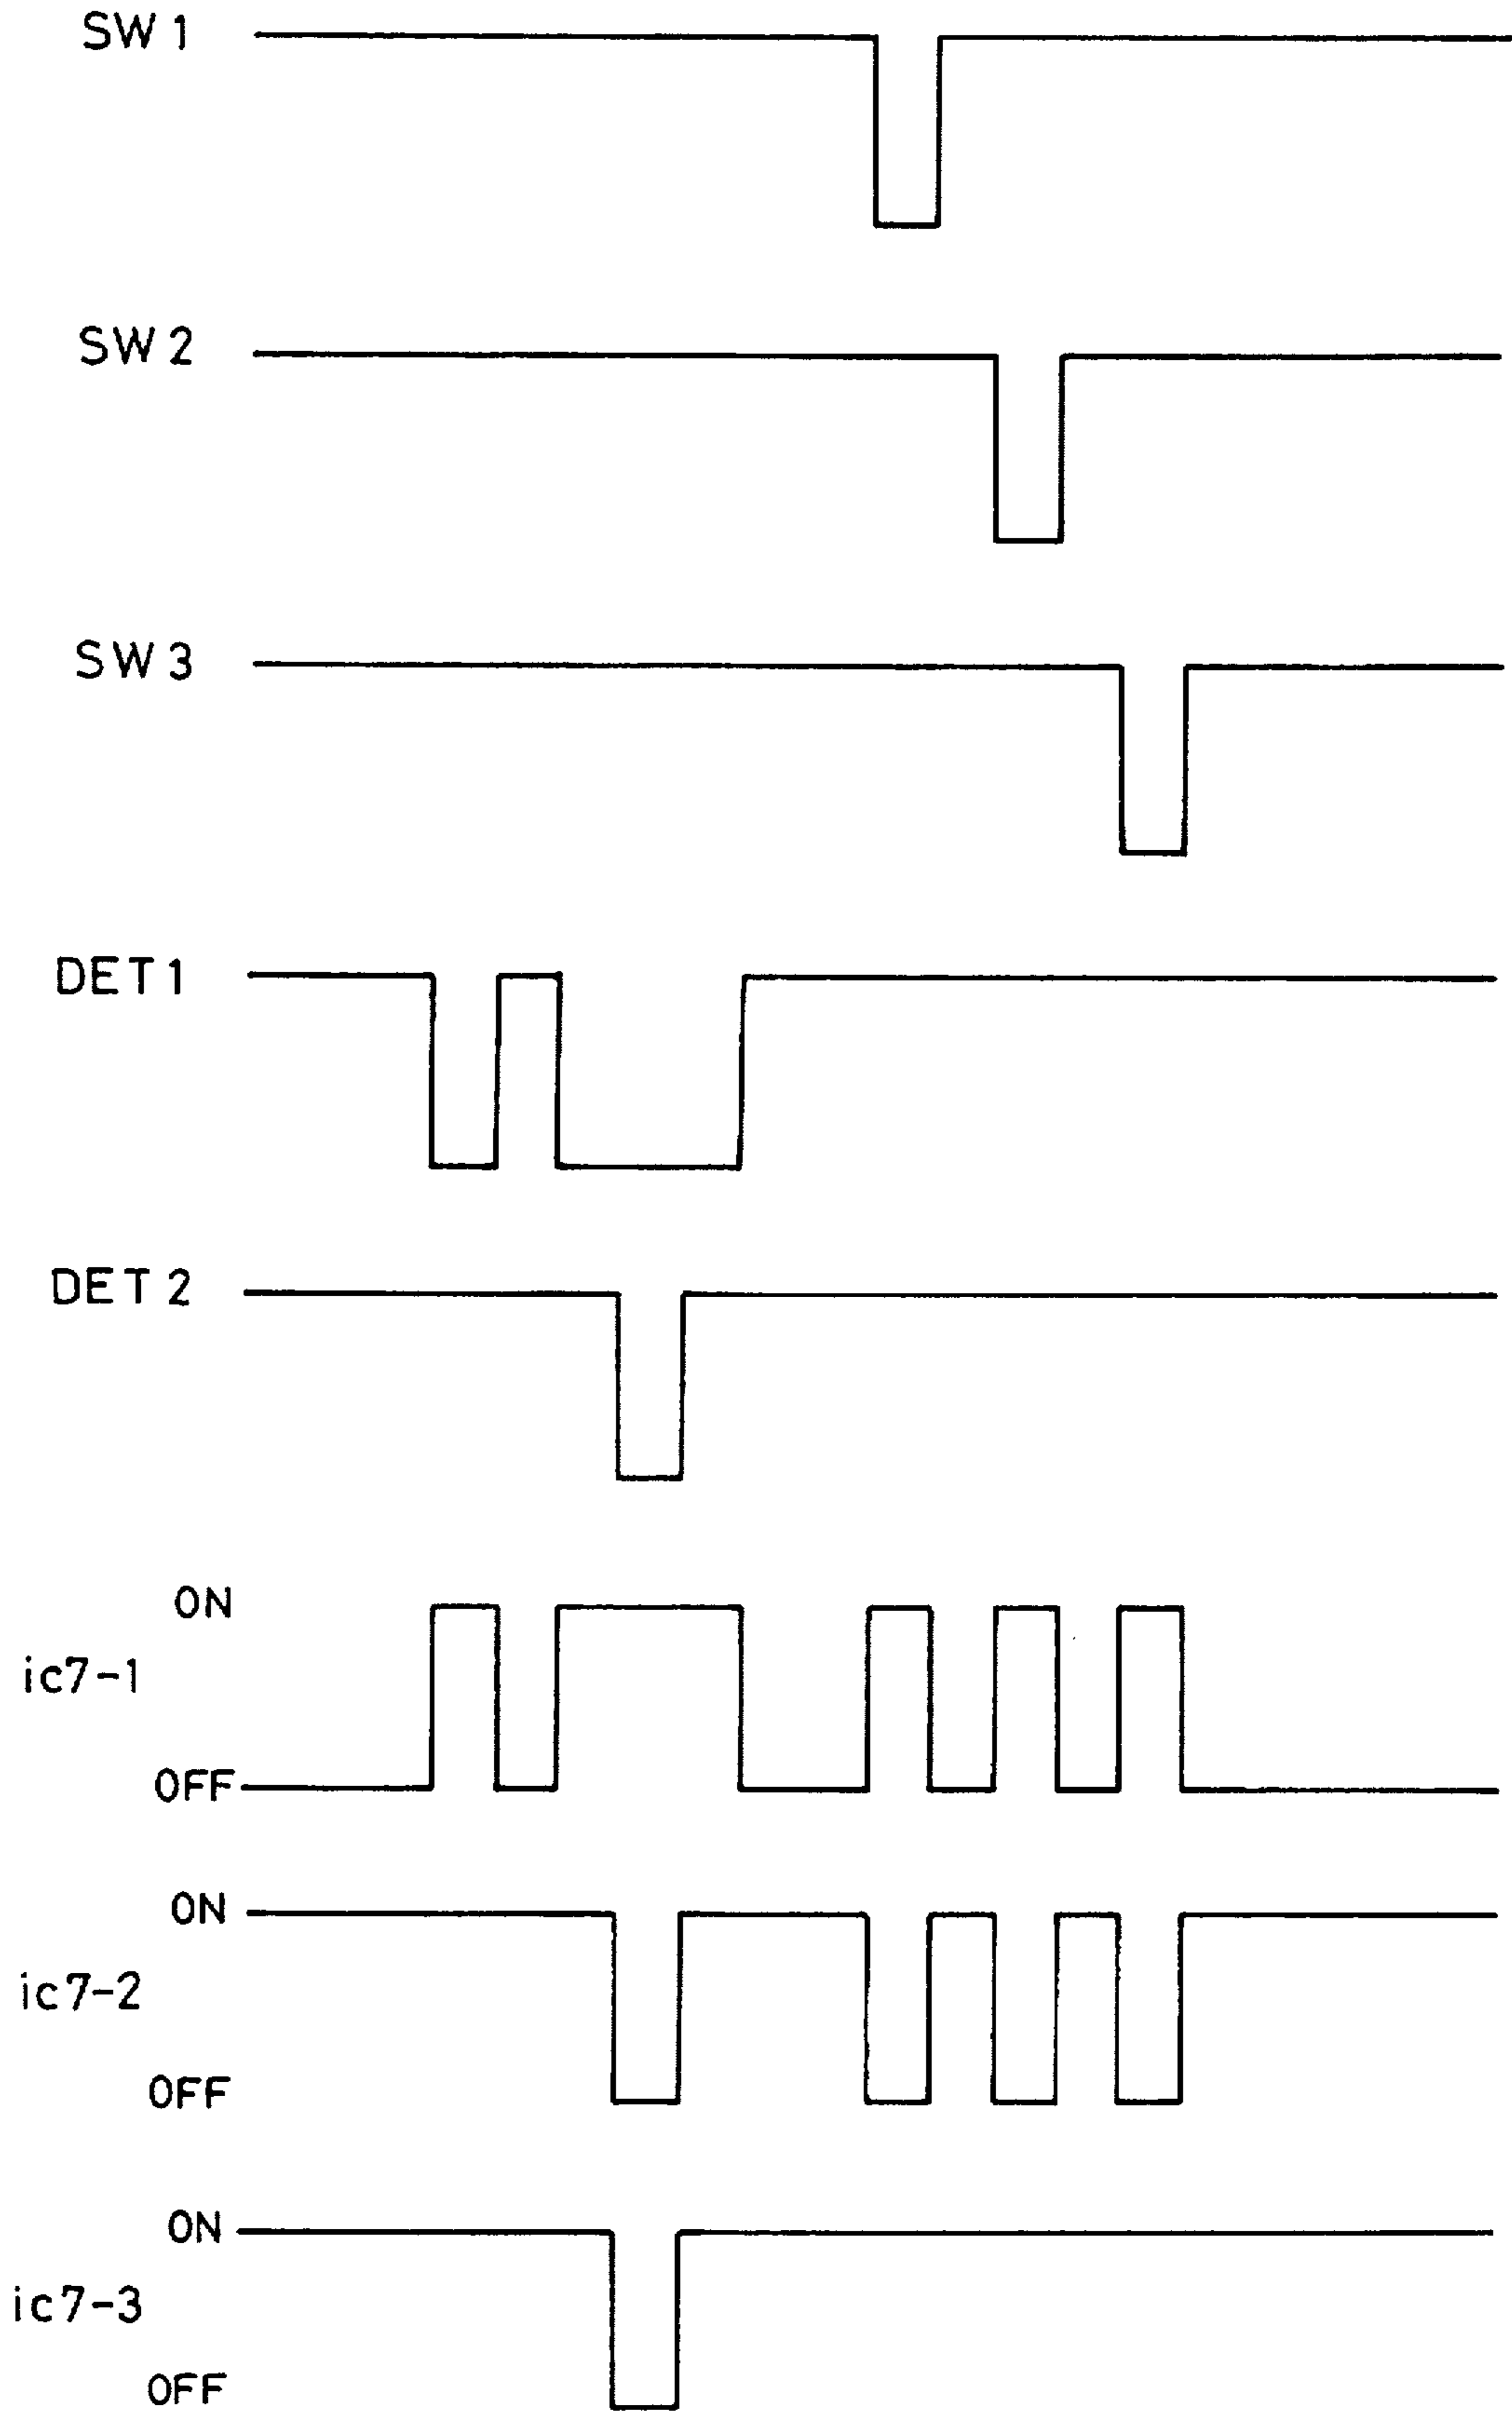 SW 1
SW 2
SW 3
DET 1
DET 2
ON
ic7-1
OFF
ON
ic7-2
OFF
ON
ic7-3
OFF